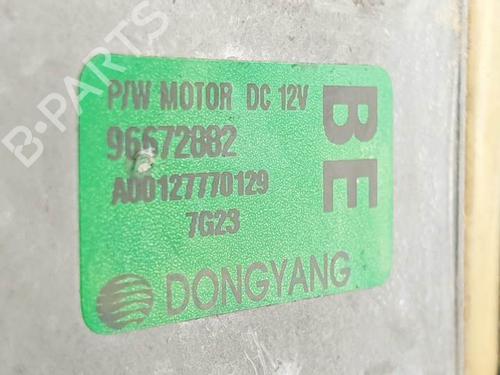 P/W MOTOR DC 12V
96672882
A00127770129
7G23
DONGYANG
BE
B-PARTS